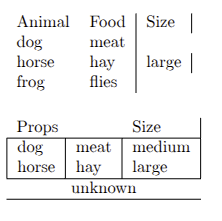 Animal Food Size
dog meat
horse hay large
frog flies
Props Size
dog meat medium
horse hay large
unknown